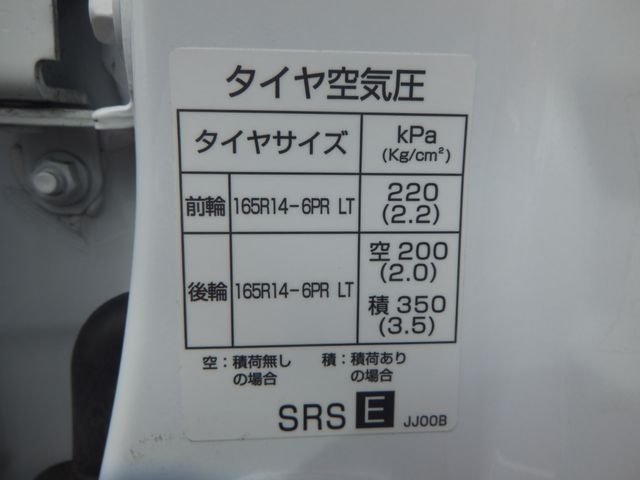 タイヤ空気圧
タイヤサイズ kPa
(Kg/cm²)
前輪 165R14-6PR LT 220
(2.2)
後輪 165R14-6PR LT 空 200
(2.0)
積 350
(3.5)
空：積荷無し 積：積荷あり
の場合 の場合
SRS E JJ00B